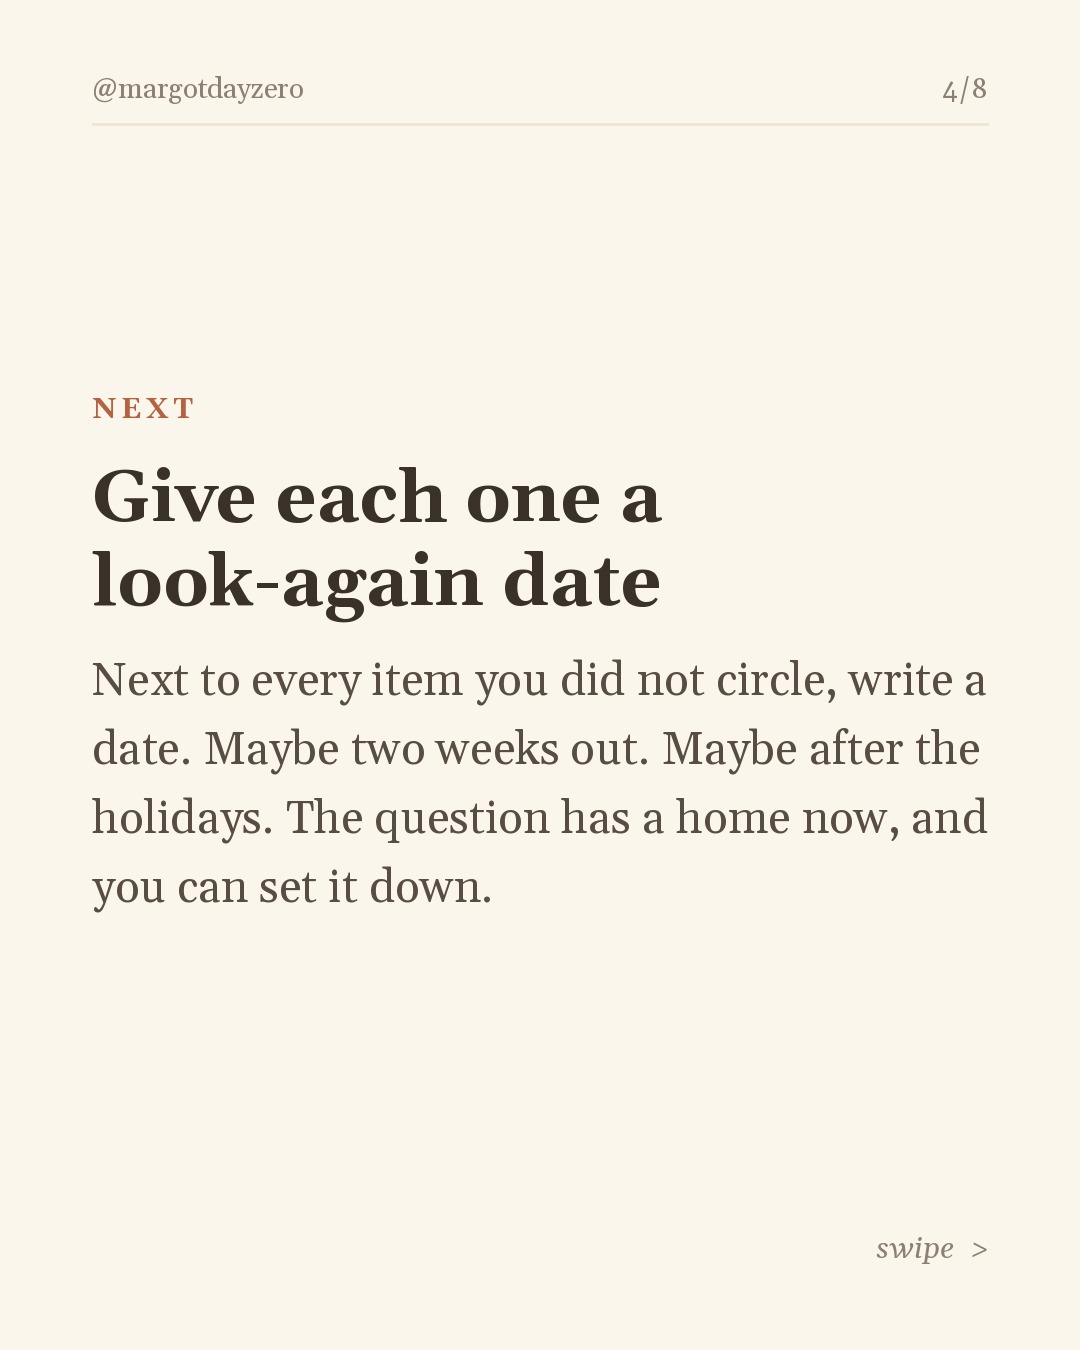 @margotdayzero 4/8
NEXT
Give each one a
look-again date
Next to every item you did not circle, write a
date. Maybe two weeks out. Maybe after the
holidays. The question has a home now, and
you can set it down.
swipe >